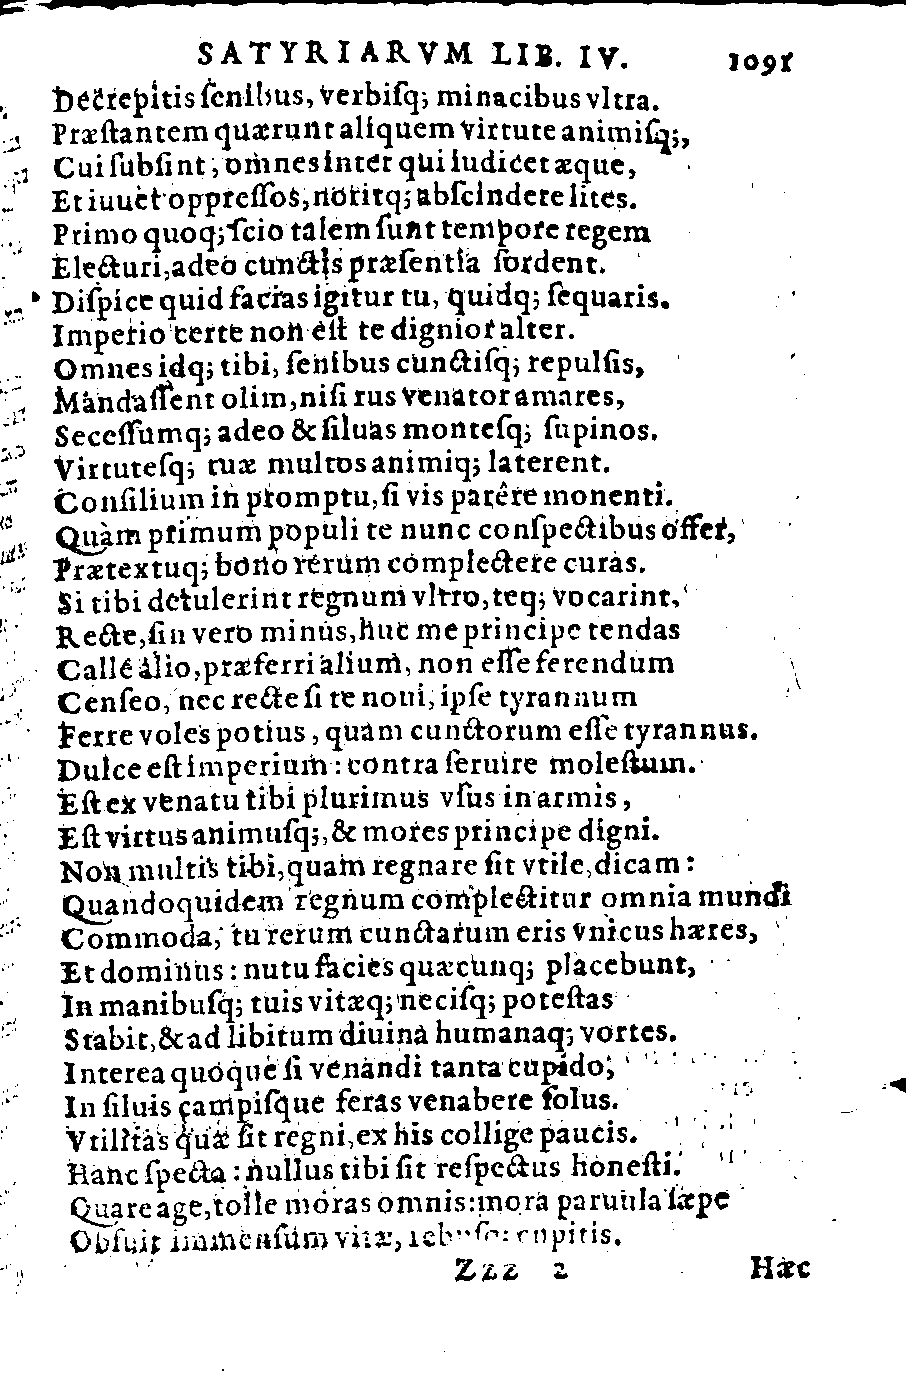 SATYRIARVM LIB. IV. 1091
Decrepitis ſenibus, verbiſq; minacibus vltra.
Præſtantem quærunt aliquem virtute animiſq;,
Cui ſubſint, omnes inter qui iudicet æque,
Et iuuet oppreſſos, noritq; abſcindere lites.
Primo quoq; ſcio talem ſunt tempore regem
Electuri, adeo cunctis præſentia ſordent.
Diſpice quid facias igitur tu, quidq; ſequaris.
Imperio certe non eſt te dignior alter.
Omnes idq; tibi, ſenibus cunctiſq; repulſis,
Mandaſſent olim, niſi rus venator amares,
Seceſſumq; adeo & ſiluas monteſq; ſupinos.
Virtuteſq; tuæ multos animiq; laterent.
Conſilium in promptu, ſi vis parêre monenti.
Quàm primum populi te nunc conſpectibus offer,
Prætextuq; bono rerum complectere curas.
Si tibi detulerint regnum vltro, teq; vocarint,
Recte, ſin vero minus, huc me principe tendas
Calle alio, præferri alium, non eſſe ferendum
Cenſeo, nec recte ſi te noui, ipſe tyrannum
Ferre voles potius, quam cunctorum eſſe tyrannus.
Dulce eſt imperium: contra ſeruire moleſtum.
Eſt ex venatu tibi plurimus vſus in armis,
Eſt virtus animuſq;, & mores principe digni.
Non multis tibi, quam regnare ſit vtile, dicam:
Quandoquidem regnum complectitur omnia mundi
Commoda, tu rerum cunctarum eris vnicus hæres,
Et dominus: nutu facies quæcunq; placebunt,
In manibuſq; tuis vitæq; neciſq; poteſtas
Stabit, & ad libitum diuina humanaq; vortes.
Interea quoque ſi venandi tanta cupido,
In ſiluis campiſque feras venabere ſolus.
Vtilitas quæ ſit regni, ex his collige paucis.
Hanc ſpecta: nullus tibi ſit reſpectus honeſti.
Quare age, tolle moras omnis: mora paruula ſæpe
Obfuit immenſum vitæ, cupitis.
Zzz 2 Hæc